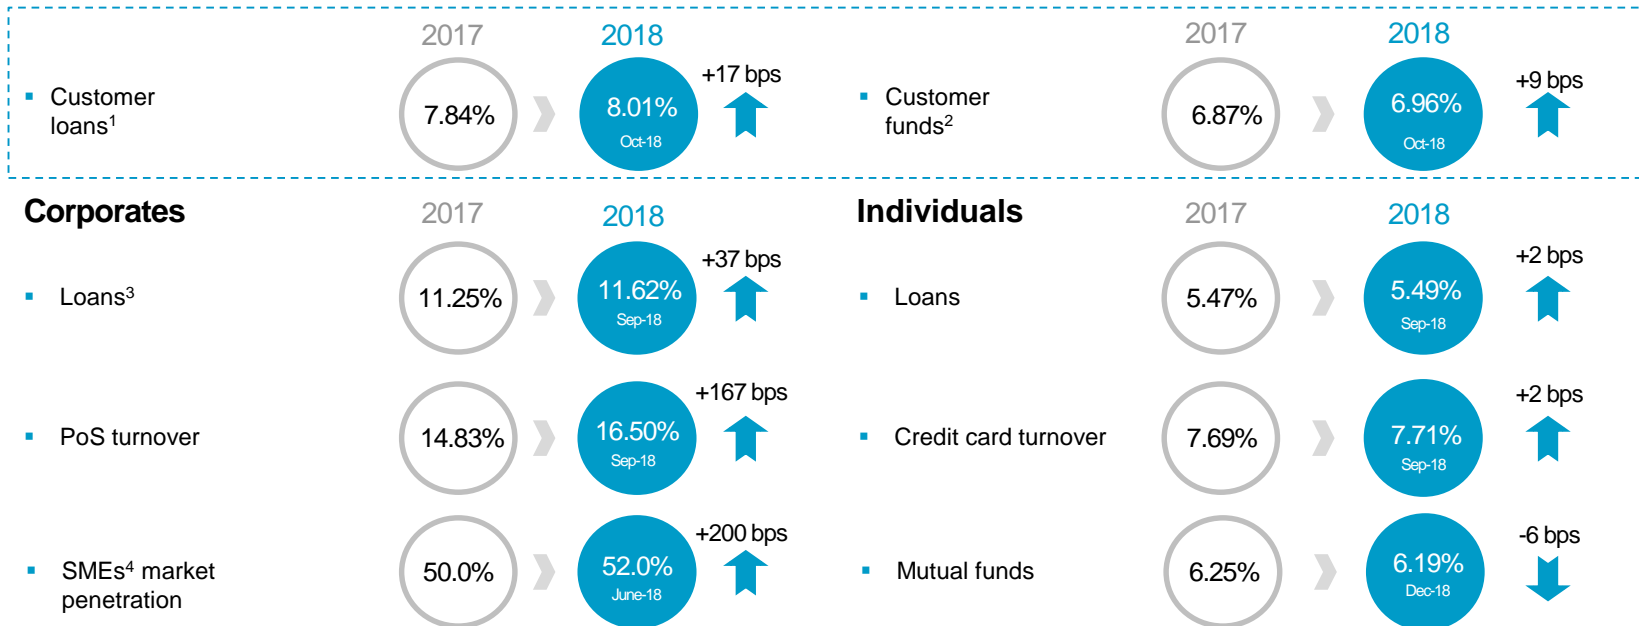 2017 2018 2017 2018
▪ Customer loans¹ 7.84% 8.01% Oct-18 +17 bps
▪ Customer funds² 6.87% 6.96% Oct-18 +9 bps
Corporates 2017 2018
▪ Loans³ 11.25% 11.62% Sep-18 +37 bps
▪ PoS turnover 14.83% 16.50% Sep-18 +167 bps
▪ SMEs⁴ market penetration 50.0% 52.0% June-18 +200 bps
Individuals 2017 2018
▪ Loans 5.47% 5.49% Sep-18 +2 bps
▪ Credit card turnover 7.69% 7.71% Sep-18 +2 bps
▪ Mutual funds 6.25% 6.19% Dec-18 -6 bps